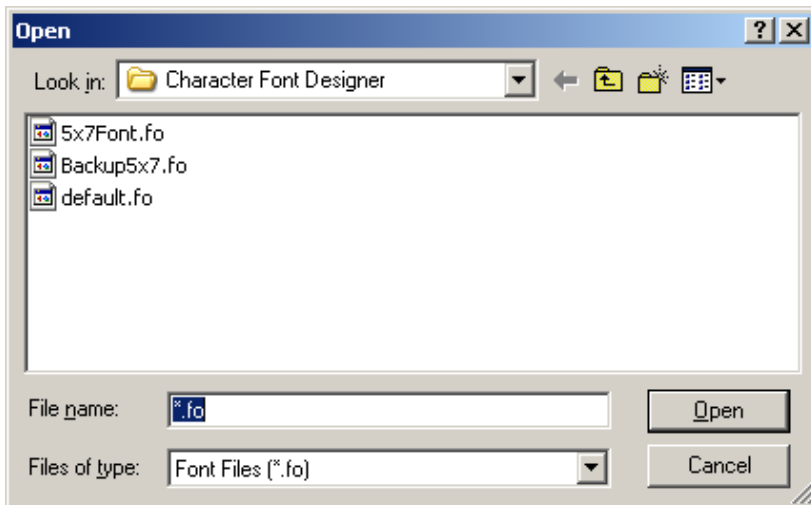 Open
Look in: Character Font Designer
5x7Font.fo
Backup5x7.fo
default.fo
File name: *.fo Open
Files of type: Font Files (*.fo) Cancel